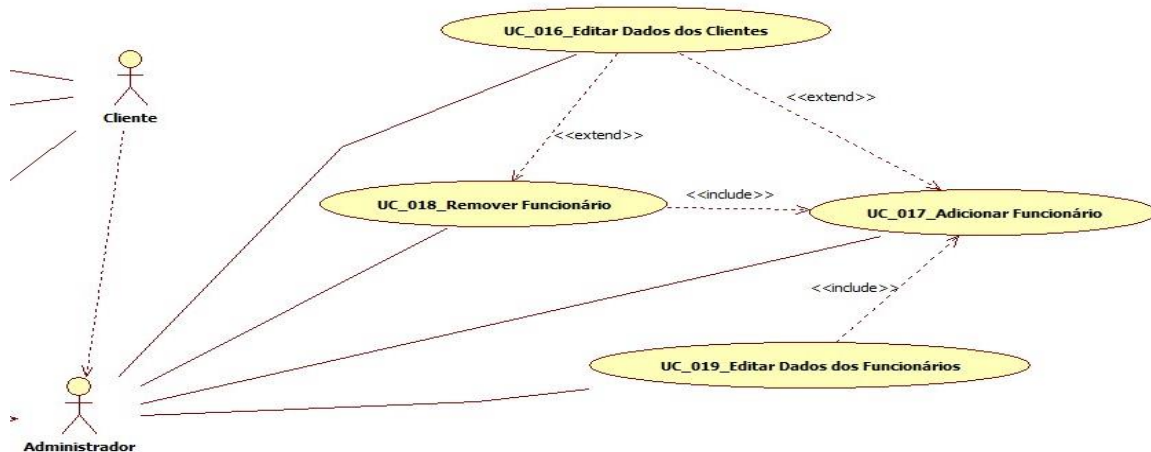 UC_016_Editar Dados dos Clientes
<<extend>>
Cliente
<<extend>>
UC_018_Remover Funcionário
<<include>>
UC_017_Adicionar Funcionário
<<include>>
UC_019_Editar Dados dos Funcionários
Administrador